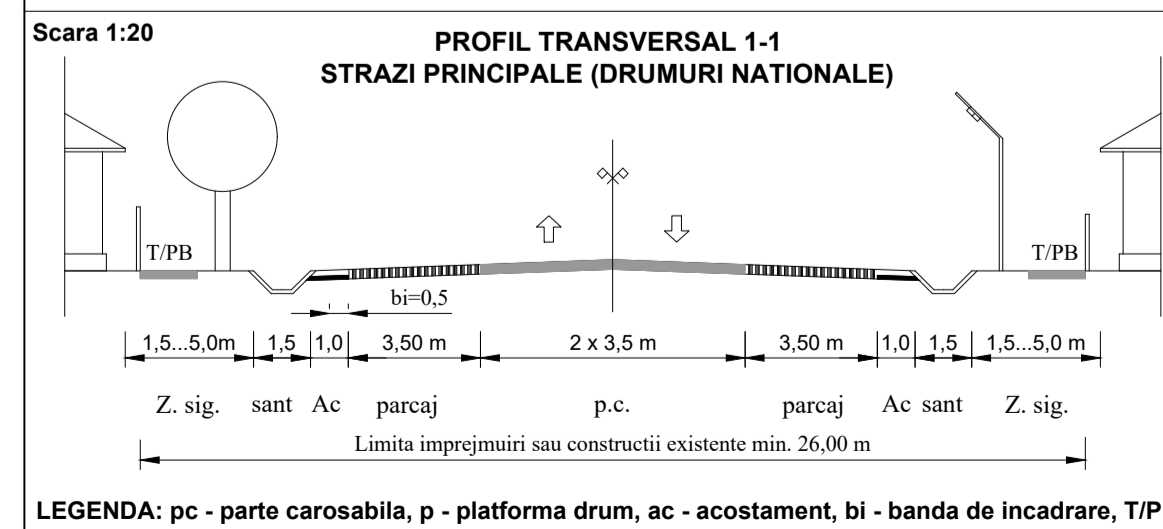 Scara 1:20
PROFIL TRANSVERSAL 1-1
STRAZI PRINCIPALE (DRUMURI NATIONALE)
T/PB T/PB
bi=0,5
1,5...5,0m 1,5 1,0 3,50 m 2 x 3,5 m 3,50 m 1,0 1,5 1,5...5,0 m
Z. sig. sant Ac parcaj p.c. parcaj Ac sant Z. sig.
Limita imprejmuiri sau constructii existente min. 26,00 m
LEGENDA: pc - parte carosabila, p - platforma drum, ac - acostament, bi - banda de incadrare, T/P